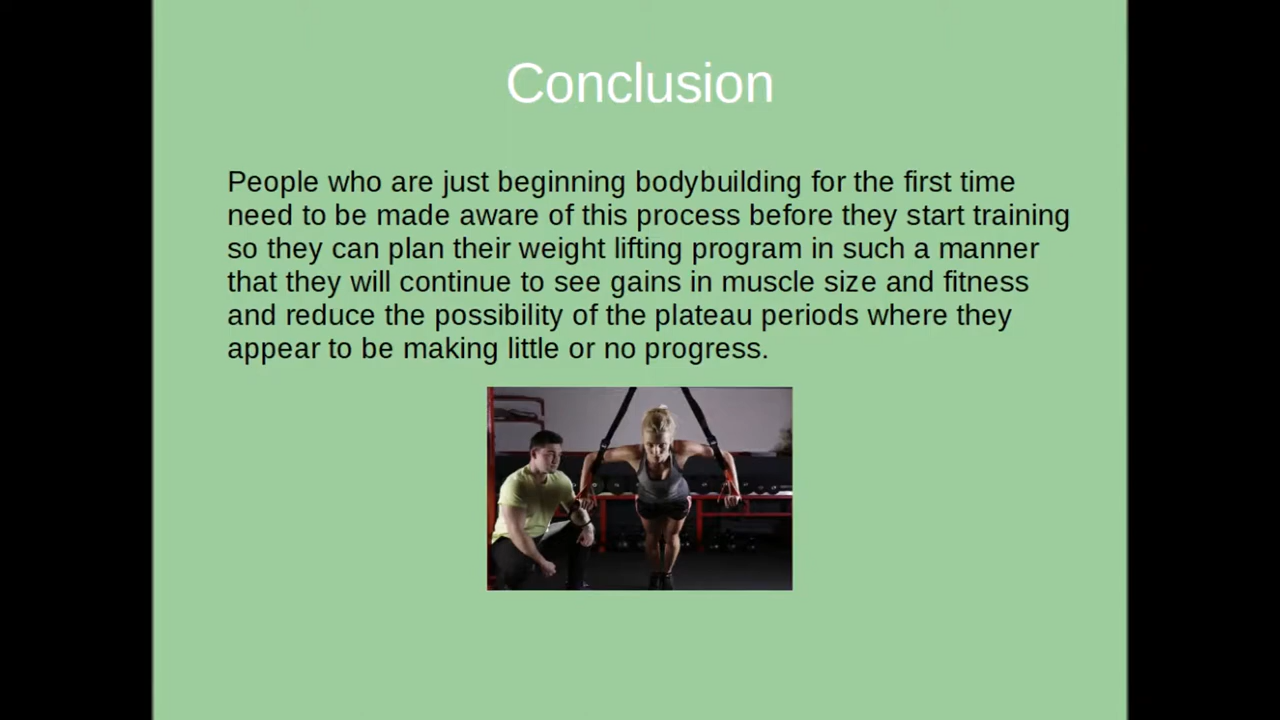 Conclusion
People who are just beginning bodybuilding for the first time
need to be made aware of this process before they start training
so they can plan their weight lifting program in such a manner
that they will continue to see gains in muscle size and fitness
and reduce the possibility of the plateau periods where they
appear to be making little or no progress.